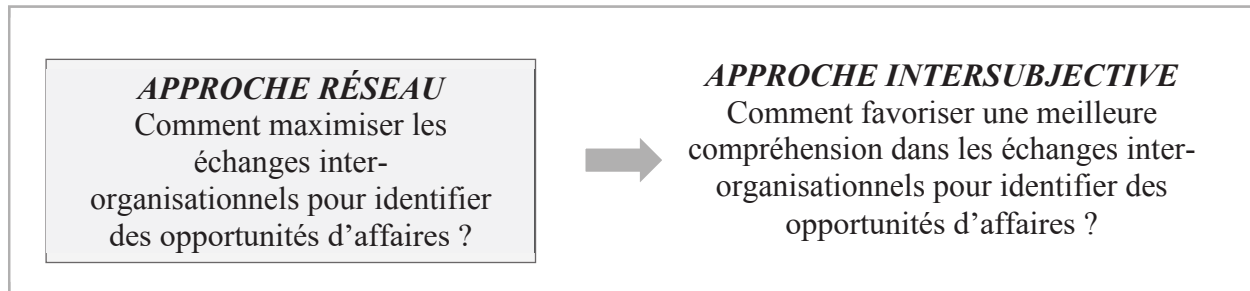 APPROCHE RÉSEAU
Comment maximiser les
échanges inter-
organisationnels pour identifier
des opportunités d’affaires ?
APPROCHE INTERSUBJECTIVE
Comment favoriser une meilleure
compréhension dans les échanges inter-
organisationnels pour identifier des
opportunités d’affaires ?